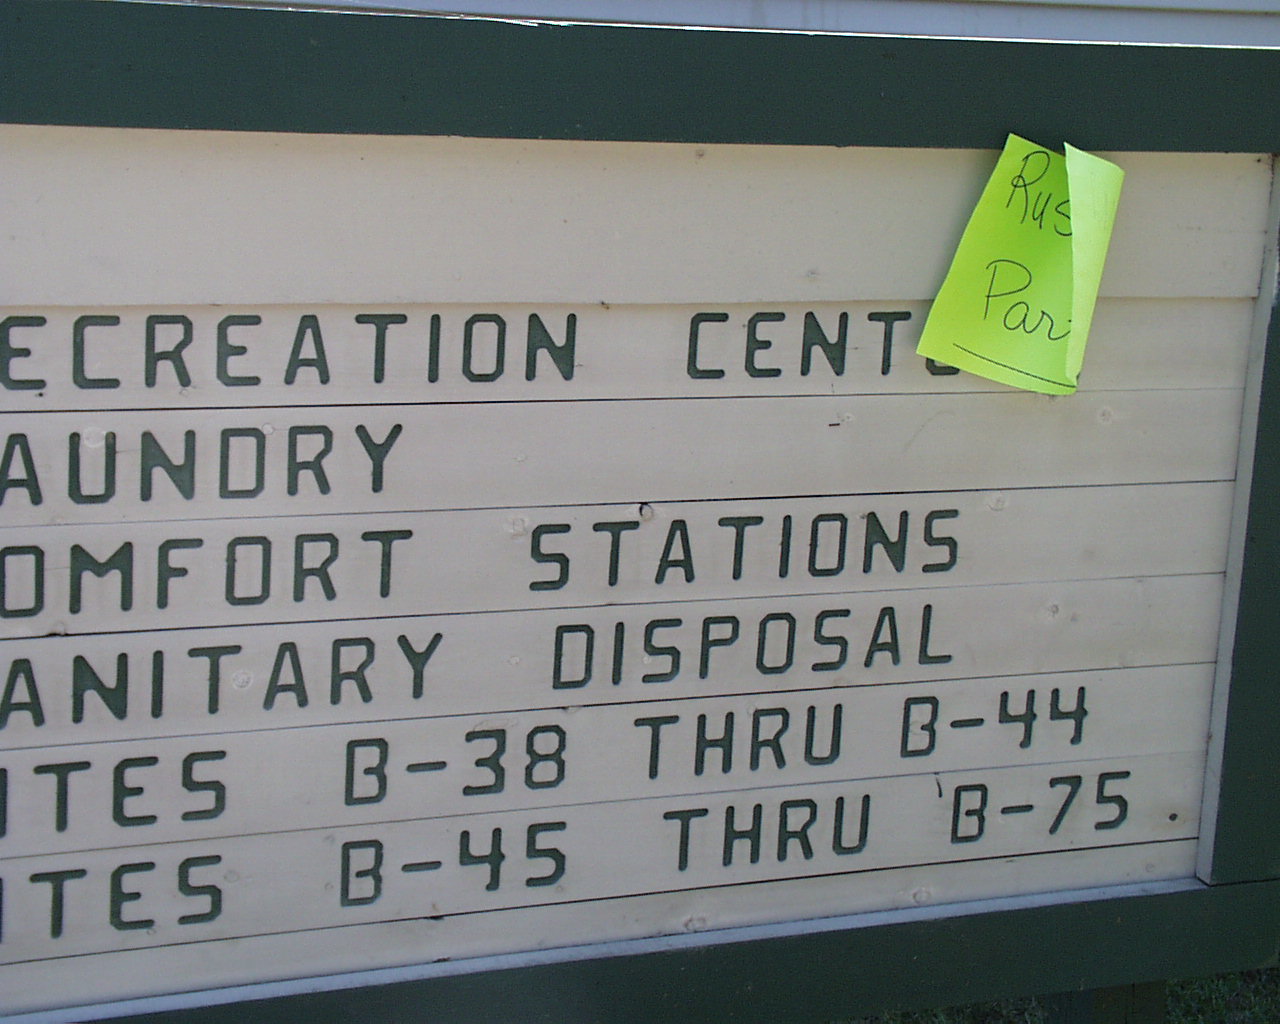 Rus
Par
ECREATION CENT
AUNDRY
OMFORT STATIONS
ANITARY DISPOSAL
ITES B-38 THRU B-44
ITES B-45 THRU B-75